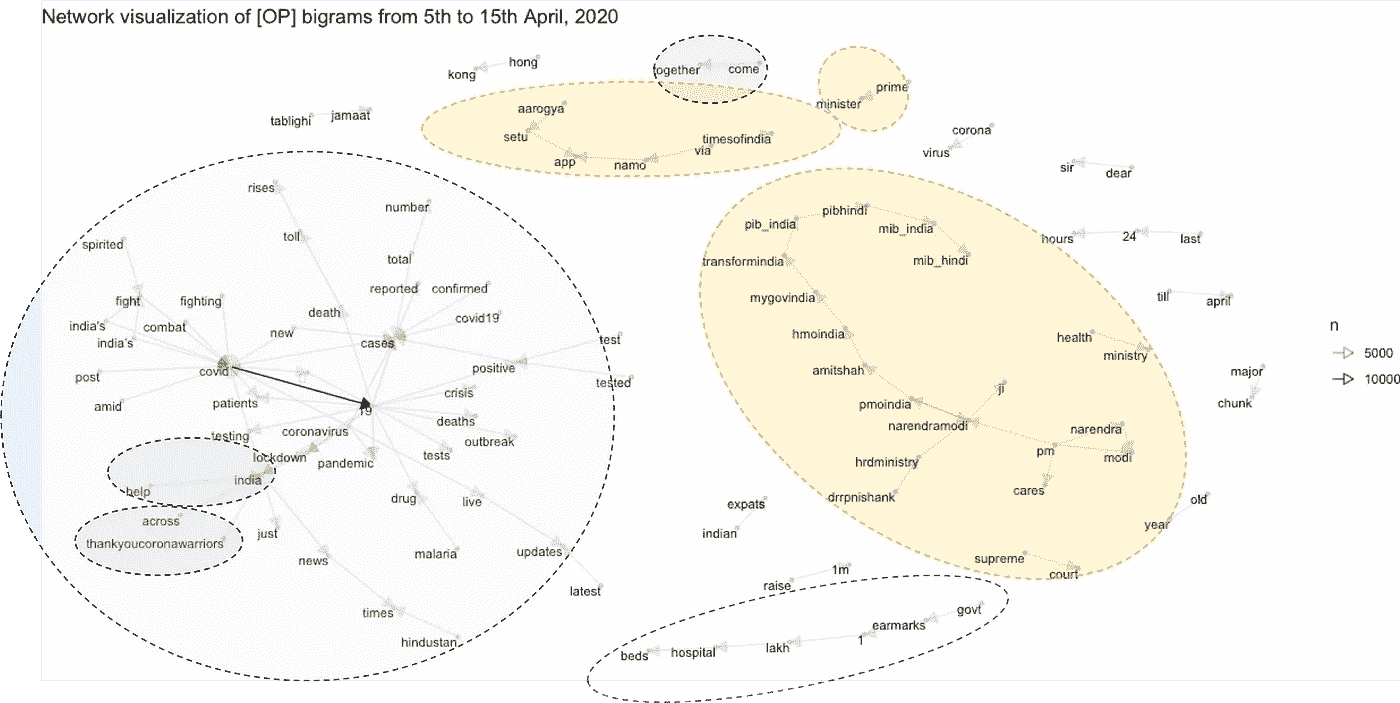 Network visualization of [OP] bigrams from 5th to 15th April, 2020
kong
hong
together
come
prime
minister
tablighi
jamaat
aarogya
setu
app
namo
via
timesofindia
corona
virus
sir
dear
rises
number
toll
total
spirited
reported
confirmed
fight
fighting
death
covid19
india's
combat
new
india's
cases
test
covid
positive
tested
post
crisis
amid
patients
19
deaths
testing
coronavirus
outbreak
lockdown
pandemic
tests
india
help
drug
live
across
thankyoucoronawarriors
just
news
malaria
updates
latest
times
hindustan
pib_india
pibhindi
mib_india
mib_hindi
transformindia
mygovindia
hmoindia
amitshah
pmoindia
ji
narendramodi
narendra
pm
modi
hrdministry
drrpnishank
cares
health
ministry
supreme
court
hours
24
last
till
april
major
chunk
old
year
expats
indian
raise
1m
govt
earmarks
1
lakh
hospital
beds
n
5000
10000